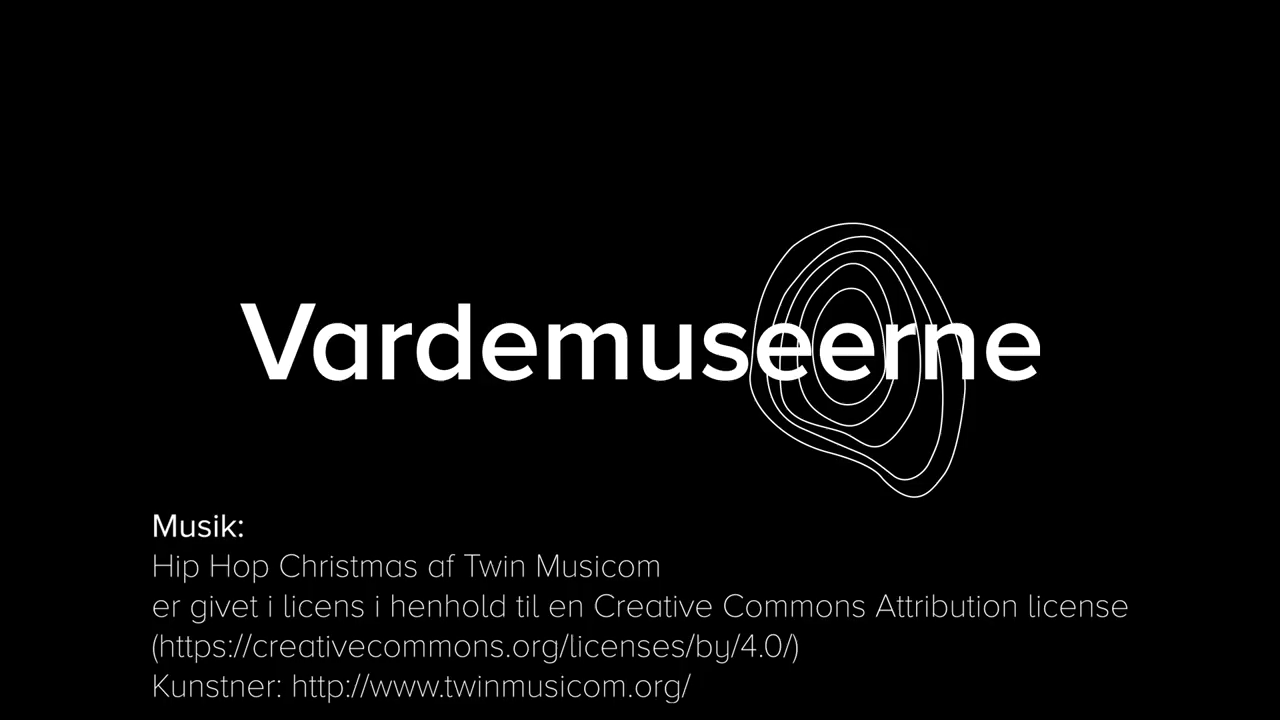 Vardemuseerne
Musik:
Hip Hop Christmas af Twin Musicom
er givet i licens i henhold til en Creative Commons Attribution license
(https://creativecommons.org/licenses/by/4.0/)
Kunstner: http://www.twinmusicom.org/